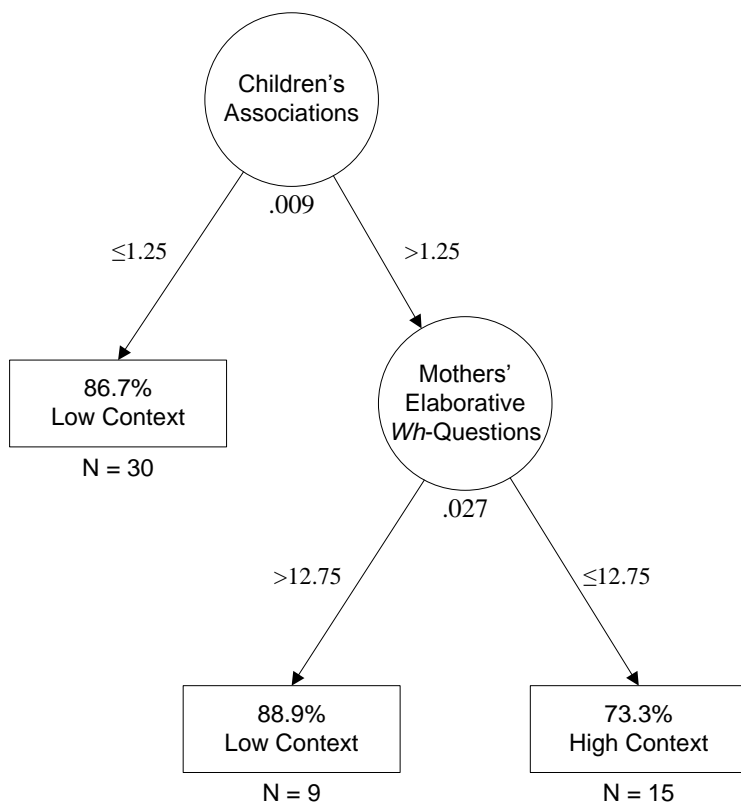 Children's
Associations
.009
≤1.25
>1.25
86.7%
Low Context
N = 30
Mothers'
Elaborative
Wh-Questions
.027
>12.75
≤12.75
88.9%
Low Context
N = 9
73.3%
High Context
N = 15